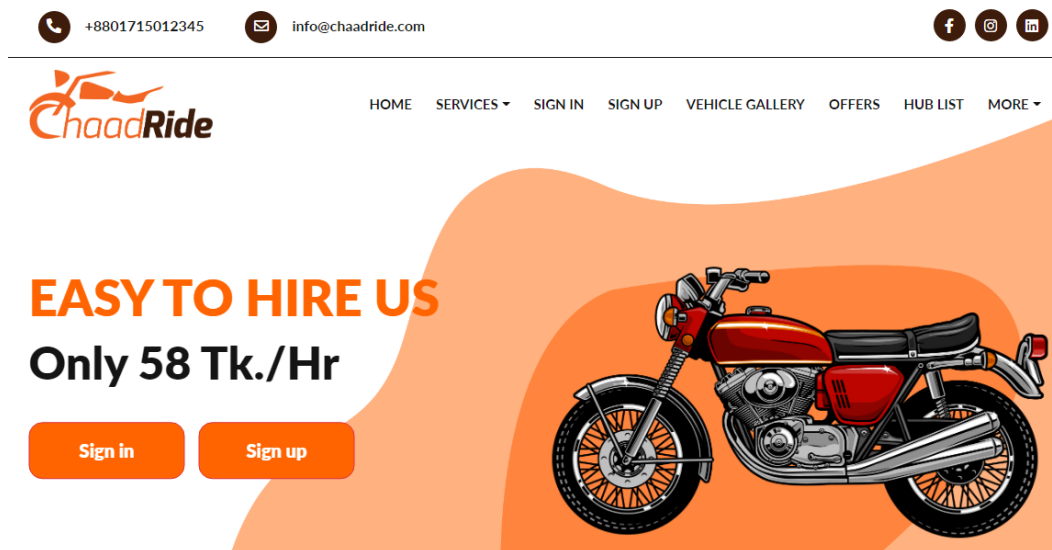 +8801715012345 info@chaadride.com
ChaadRide
HOME SERVICES SIGN IN SIGN UP VEHICLE GALLERY OFFERS HUB LIST MORE
EASY TO HIRE US
Only 58 Tk./Hr
Sign in Sign up